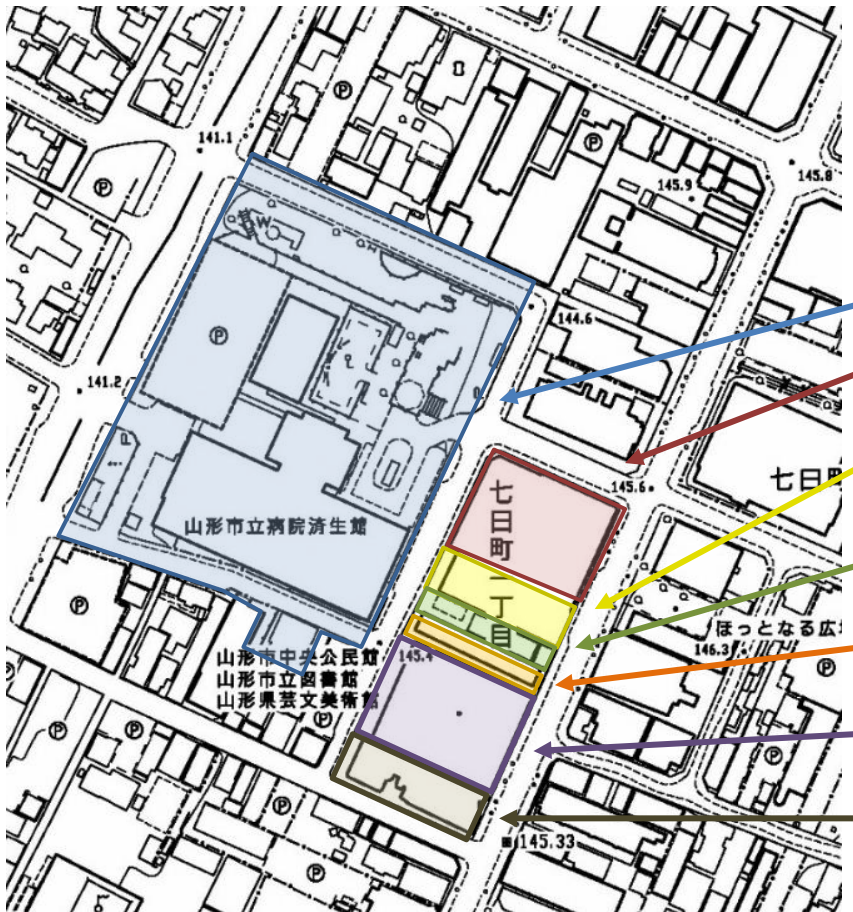 141.1
Ⓟ
Ⓟ
Ⓟ
145.8
145.9
W
Ⓟ
144.6
141.2
七日町
145.6
七日町一丁目
山形市立病院済生館
Ⓟ
ほっとなる広場
146.3
山形市中央公民館
山形市立図書館
山形県芸文美術館
145.4
Ⓟ
Ⓟ
Ⓟ
Ⓟ
Ⓟ
Ⓟ
Ⓟ
145.33
Ⓟ